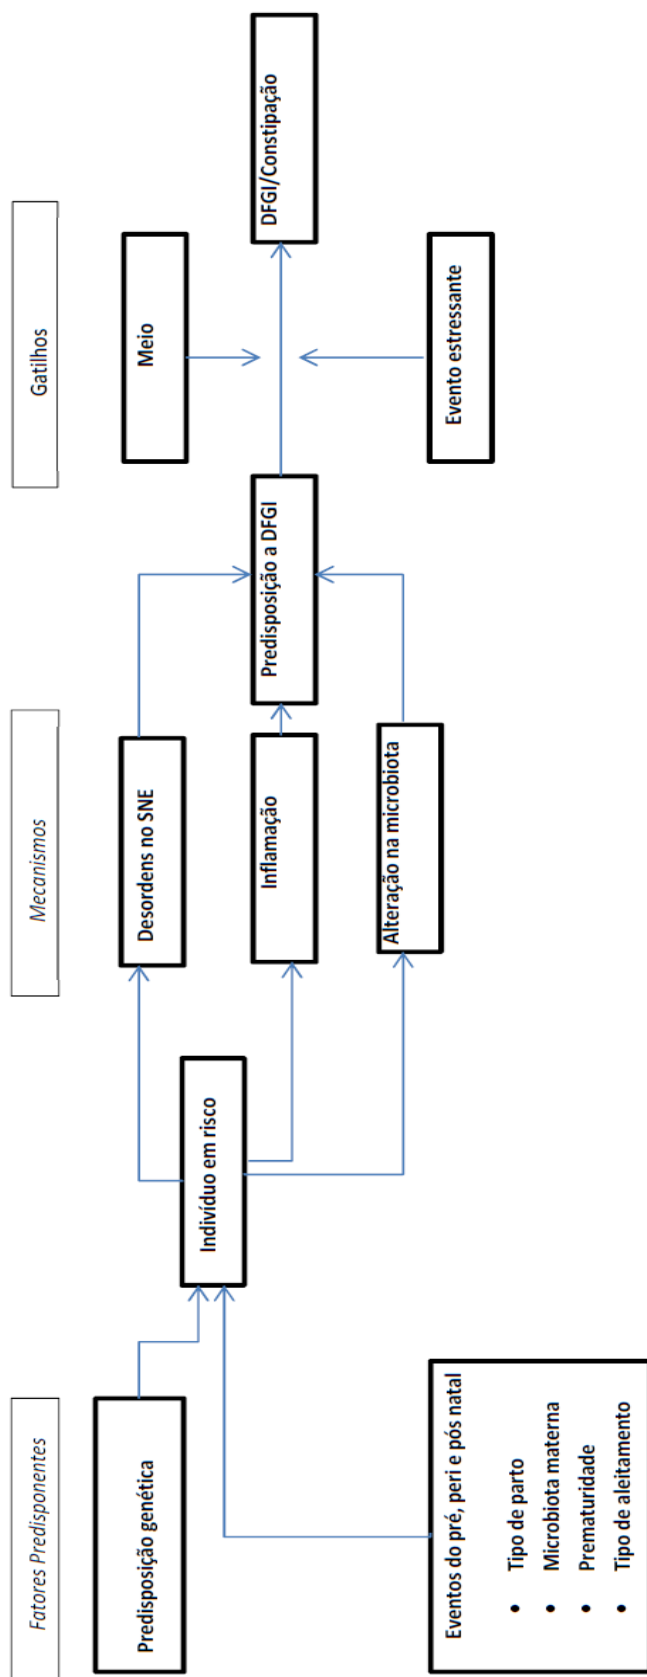 Fatores Predisponentes
Mecanismos
Gatilhos
Predisposição genética
Eventos do pré, peri e pós natal
• Tipo de parto
• Microbiota materna
• Prematuridade
• Tipo de aleitamento
Indivíduo em risco
Desordens no SNE
Inflamação
Alteração na microbiota
Predisposição a DFGI
Meio
Evento estressante
DFGI/Constipação